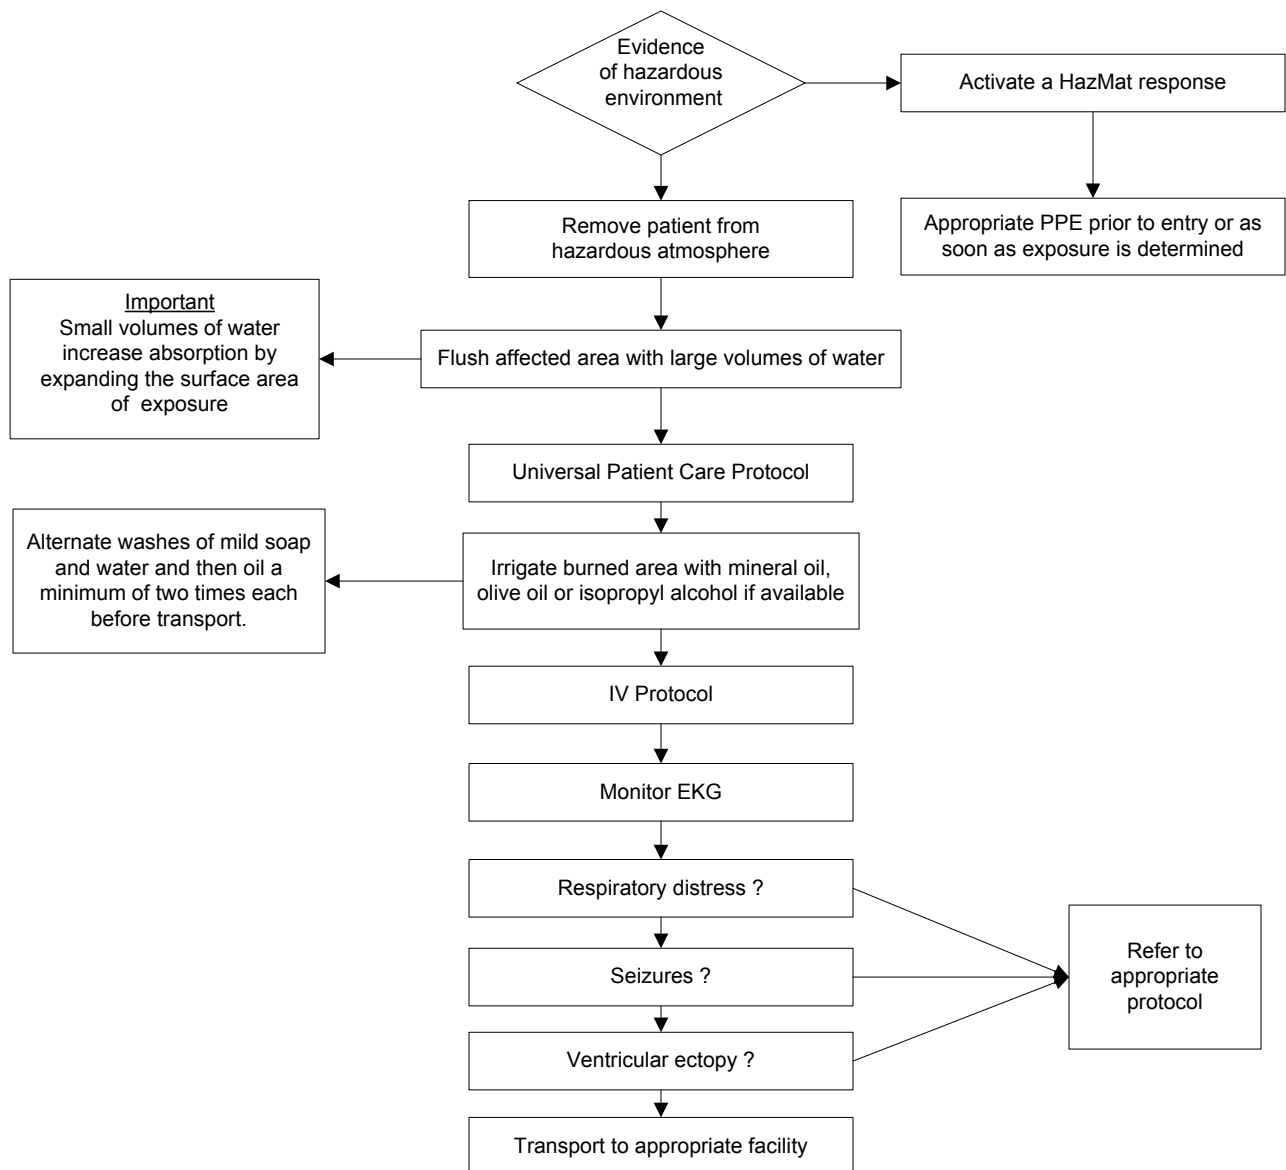 Evidence
of hazardous
environment
Activate a HazMat response
Remove patient from
hazardous atmosphere
Appropriate PPE prior to entry or as
soon as exposure is determined
Important
Small volumes of water
increase absorption by
expanding the surface area
of exposure
Flush affected area with large volumes of water
Universal Patient Care Protocol
Alternate washes of mild soap
and water and then oil a
minimum of two times each
before transport.
Irrigate burned area with mineral oil,
olive oil or isopropyl alcohol if available
IV Protocol
Monitor EKG
Respiratory distress ?
Seizures ?
Refer to
appropriate
protocol
Ventricular ectopy ?
Transport to appropriate facility